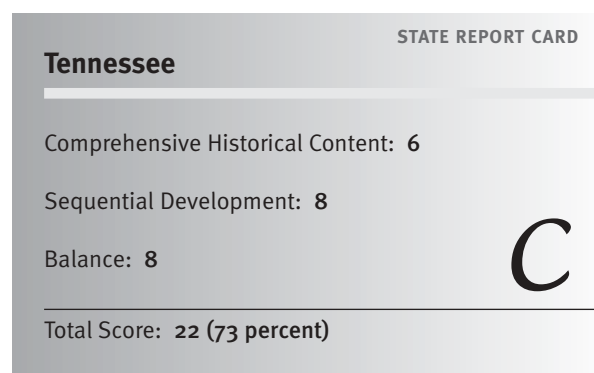 STATE REPORT CARD
Tennessee
Comprehensive Historical Content: 6
Sequential Development: 8
Balance: 8
C
Total Score: 22 (73 percent)